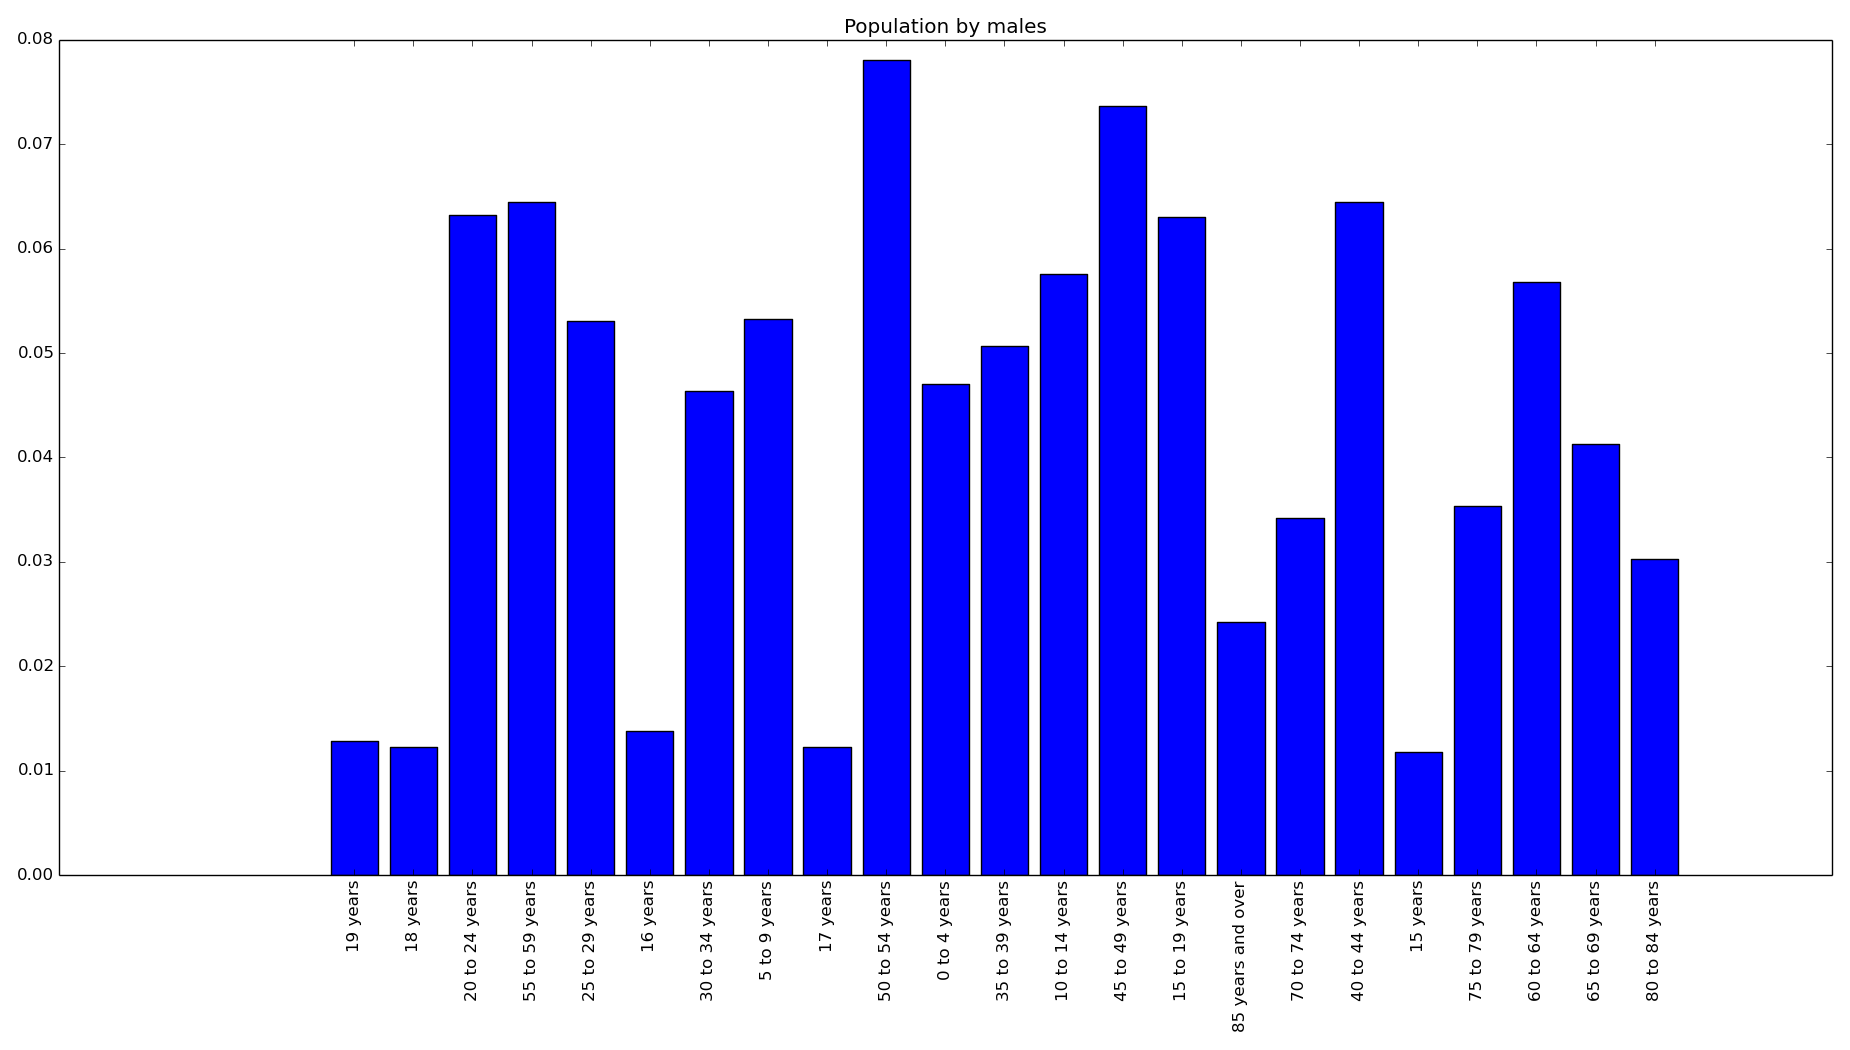 Population by males
0.08
0.07
0.06
0.05
0.04
0.03
0.02
0.01
0.00
19 years
18 years
20 to 24 years
55 to 59 years
25 to 29 years
16 years
30 to 34 years
5 to 9 years
17 years
50 to 54 years
0 to 4 years
35 to 39 years
10 to 14 years
45 to 49 years
15 to 19 years
85 years and over
70 to 74 years
40 to 44 years
15 years
75 to 79 years
60 to 64 years
65 to 69 years
80 to 84 years